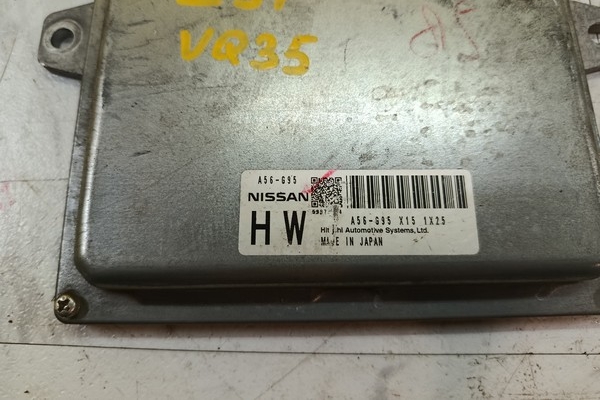 VQ35
A56-G95
NISSAN
A56-G95 X15 1X25
HW
Hitachi Automotive Systems, Ltd.
MADE IN JAPAN